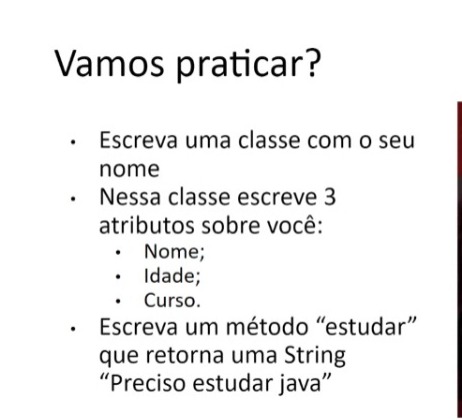 Vamos praticar?
• Escreva uma classe com o seu
nome
• Nessa classe escreve 3
atributos sobre você:
• Nome;
• Idade;
• Curso.
• Escreva um método “estudar”
que retorna uma String
“Preciso estudar java”